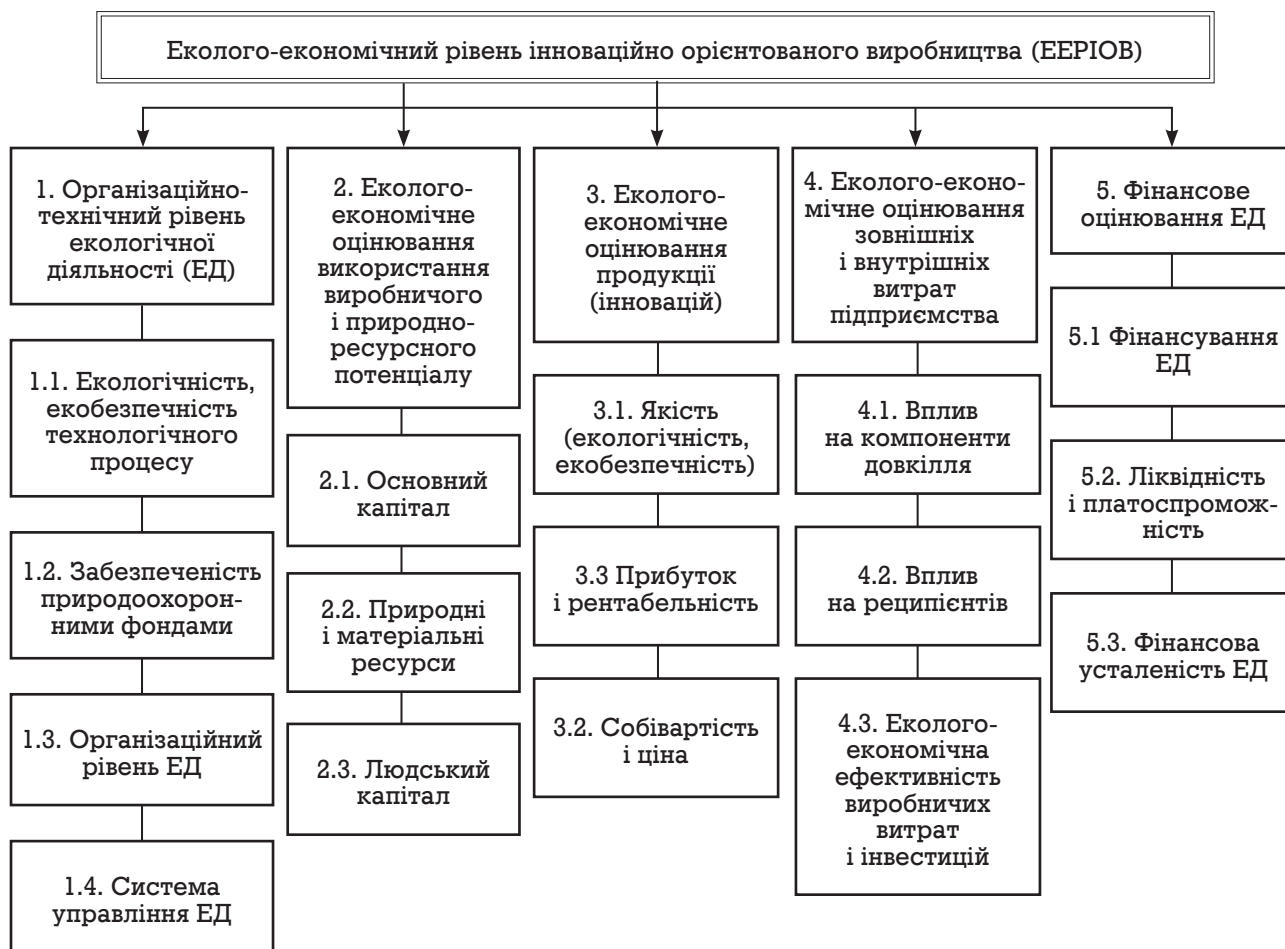 Еколого-економічний рівень інноваційно орієнтованого виробництва (ЕЕРІОВ)
1. Організаційно-
технічний рівень
екологічної
діяльності (ЕД)
1.1. Екологічність,
екобезпечність
технологічного
процесу
1.2. Забезпеченість
природоохорон-
ними фондами
1.3. Організаційний
рівень ЕД
1.4. Система
управління ЕД
2. Еколого-
економічне
оцінювання
використання
виробничого
і природно-
ресурсного
потенціалу
2.1. Основний
капітал
2.2. Природні
і матеріальні
ресурси
2.3. Людський
капітал
3. Еколого-
економічне
оцінювання
продукції
(інновацій)
3.1. Якість
(екологічність,
екобезпечність)
3.3 Прибуток
і рентабельність
3.2. Собівартість
і ціна
4. Еколого-еконо-
мічне оцінювання
зовнішніх
і внутрішніх
витрат
підприємства
4.1. Вплив
на компоненти
довкілля
4.2. Вплив
на реципієнтів
4.3. Еколого-
економічна
ефективність
виробничих
витрат
і інвестицій
5. Фінансове
оцінювання ЕД
5.1 Фінансування
ЕД
5.2. Ліквідність
і платоспромож-
ність
5.3. Фінансова
усталеність ЕД